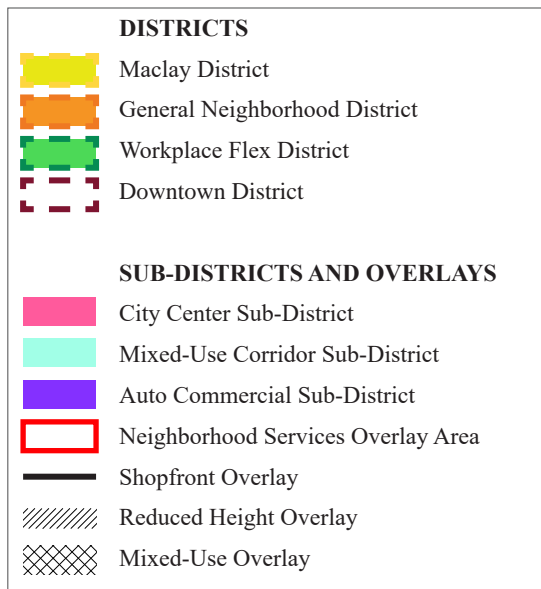 DISTRICTS
Maclay District
General Neighborhood District
Workplace Flex District
Downtown District
SUB-DISTRICTS AND OVERLAYS
City Center Sub-District
Mixed-Use Corridor Sub-District
Auto Commercial Sub-District
Neighborhood Services Overlay Area
Shopfront Overlay
Reduced Height Overlay
Mixed-Use Overlay